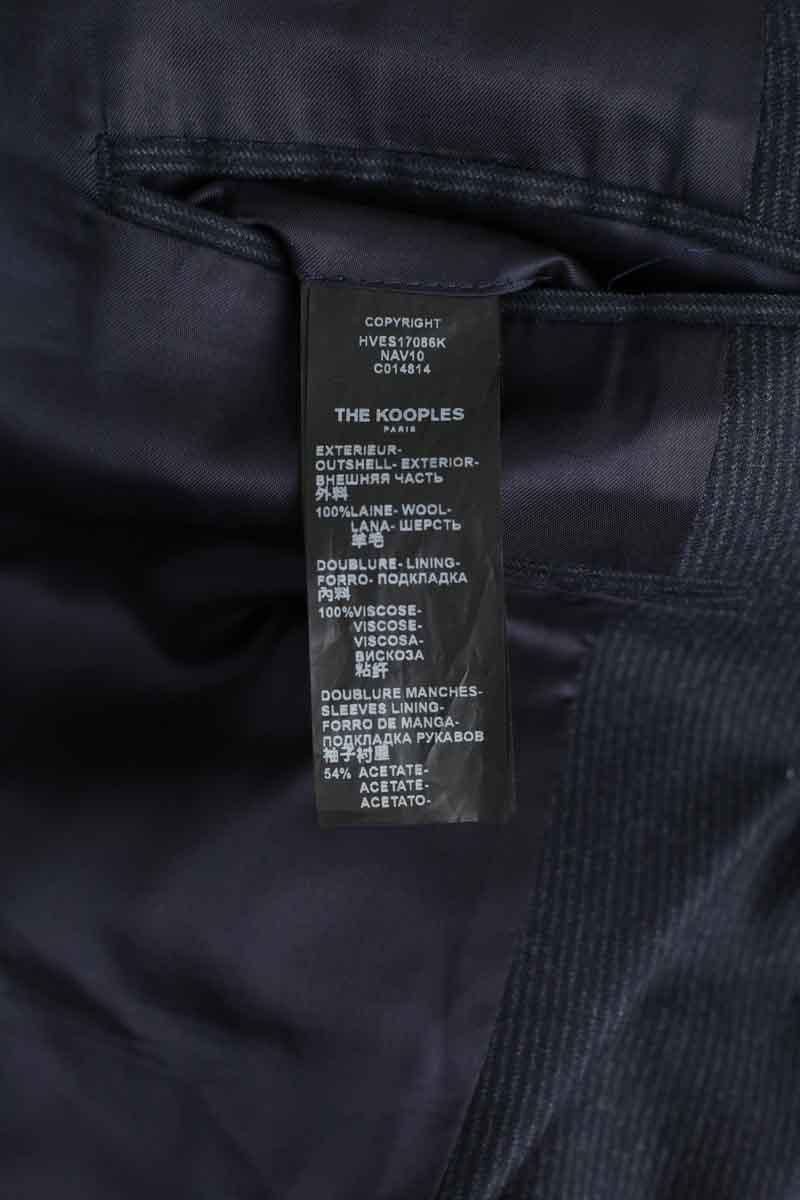 COPYRIGHT
HVES17086K
NAV10
C014814
THE KOOPLES
PARIS
EXTERIEUR-
OUTSHELL- EXTERIOR-
ВНЕШНЯЯ ЧАСТЬ
外料
100%LAINE- WOOL-
LANA- ШЕРСТЬ
羊毛
DOUBLURE- LINING-
FORRO- ПОДКЛАДКА
內料
100%VISCOSE-
VISCOSE-
VISCOSA-
ВИСКОЗА
粘纤
DOUBLURE MANCHES-
SLEEVES LINING-
FORRO DE MANGA-
ПОДКЛАДКА РУКАВОВ
袖子衬里
54% ACETATE-
ACETATE-
ACETATO-